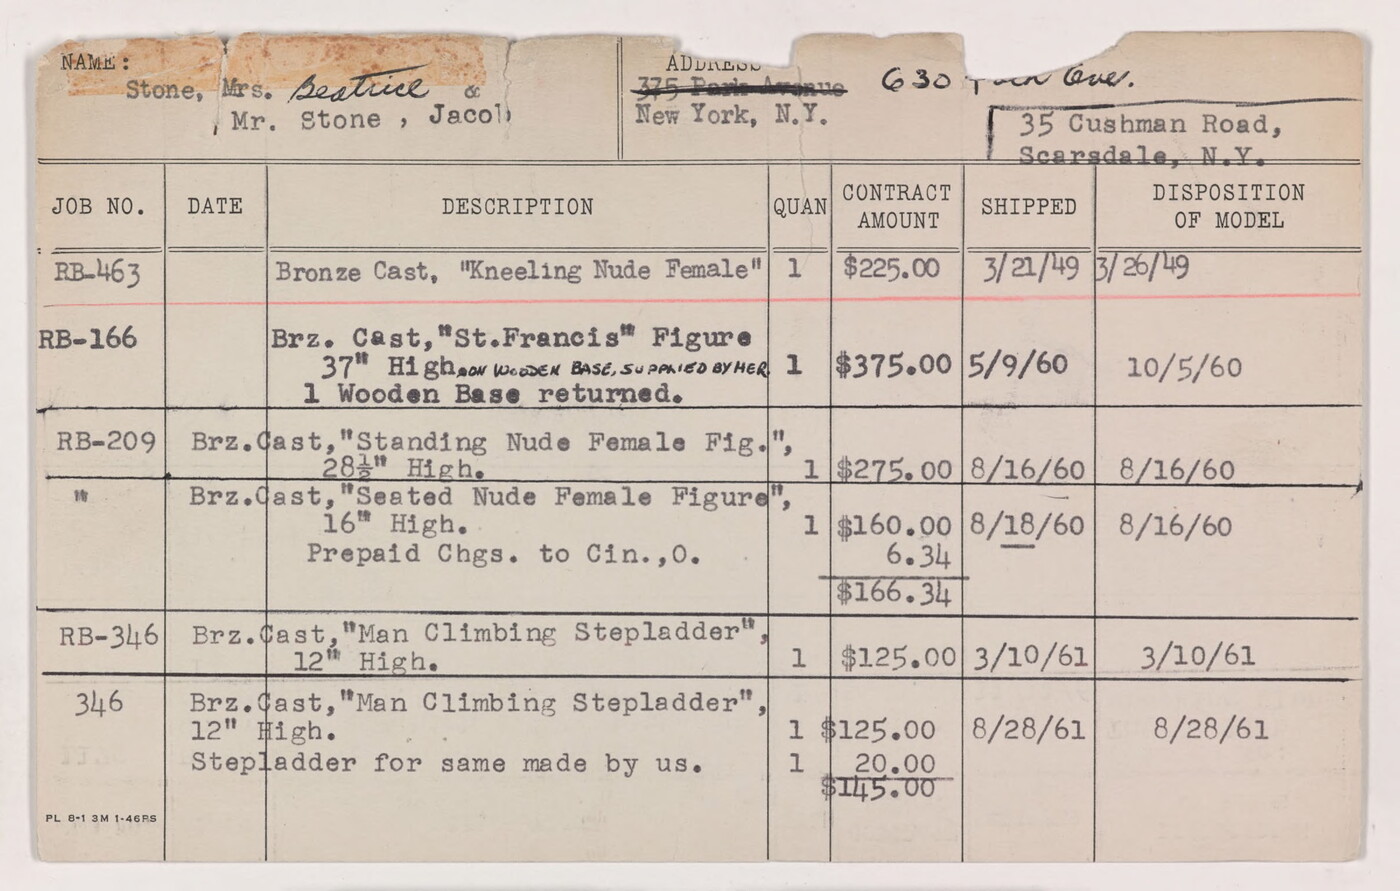 NAME:
Stone, Mrs. Beatrice &
Mr. Stone, Jacob
ADDRESS
375 Park Avenue 630 Park Ave.
New York, N.Y.
35 Cushman Road,
Scarsdale, N.Y.
JOB NO. DATE DESCRIPTION QUAN CONTRACT AMOUNT SHIPPED DISPOSITION OF MODEL
RB-463 Bronze Cast, "Kneeling Nude Female" 1 $225.00 3/21/49 3/26/49
RB-166 Brz. Cast,"St.Francis" Figure
37" High. ON WOODEN BASE, SUPPLIED BY HER 1 $375.00 5/9/60 10/5/60
1 Wooden Base returned.
RB-209 Brz.Cast,"Standing Nude Female Fig.",
28½" High. 1 $275.00 8/16/60 8/16/60
" Brz.Cast,"Seated Nude Female Figure",
16" High. 1 $160.00 8/18/60 8/16/60
Prepaid Chgs. to Cin.,O. 6.34
$166.34
RB-346 Brz.Cast,"Man Climbing Stepladder",
12" High. 1 $125.00 3/10/61 3/10/61
346 Brz.Cast,"Man Climbing Stepladder",
12" High. 1 $125.00 8/28/61 8/28/61
Stepladder for same made by us. 1 20.00
$145.00
PL 8-1 3M 1-46RS